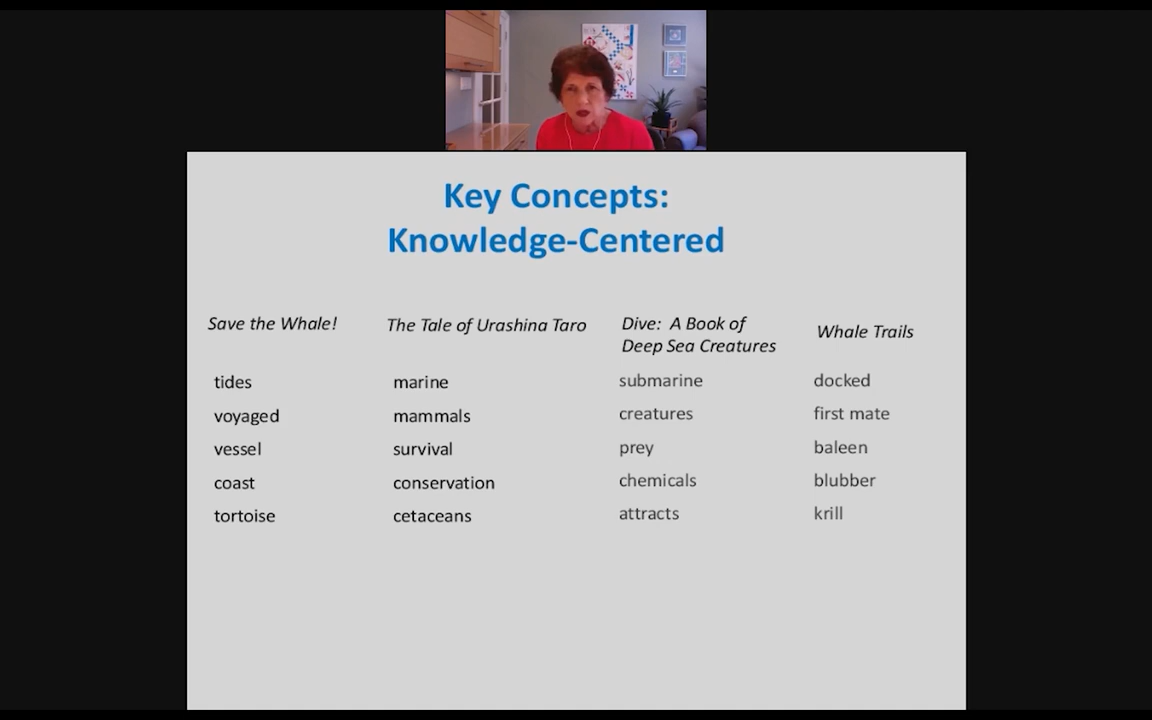 Key Concepts:
Knowledge-Centered
Save the Whale!
tides
voyaged
vessel
coast
tortoise
The Tale of Urashina Taro
marine
mammals
survival
conservation
cetaceans
Dive: A Book of
Deep Sea Creatures
submarine
creatures
prey
chemicals
attracts
Whale Trails
docked
first mate
baleen
blubber
krill